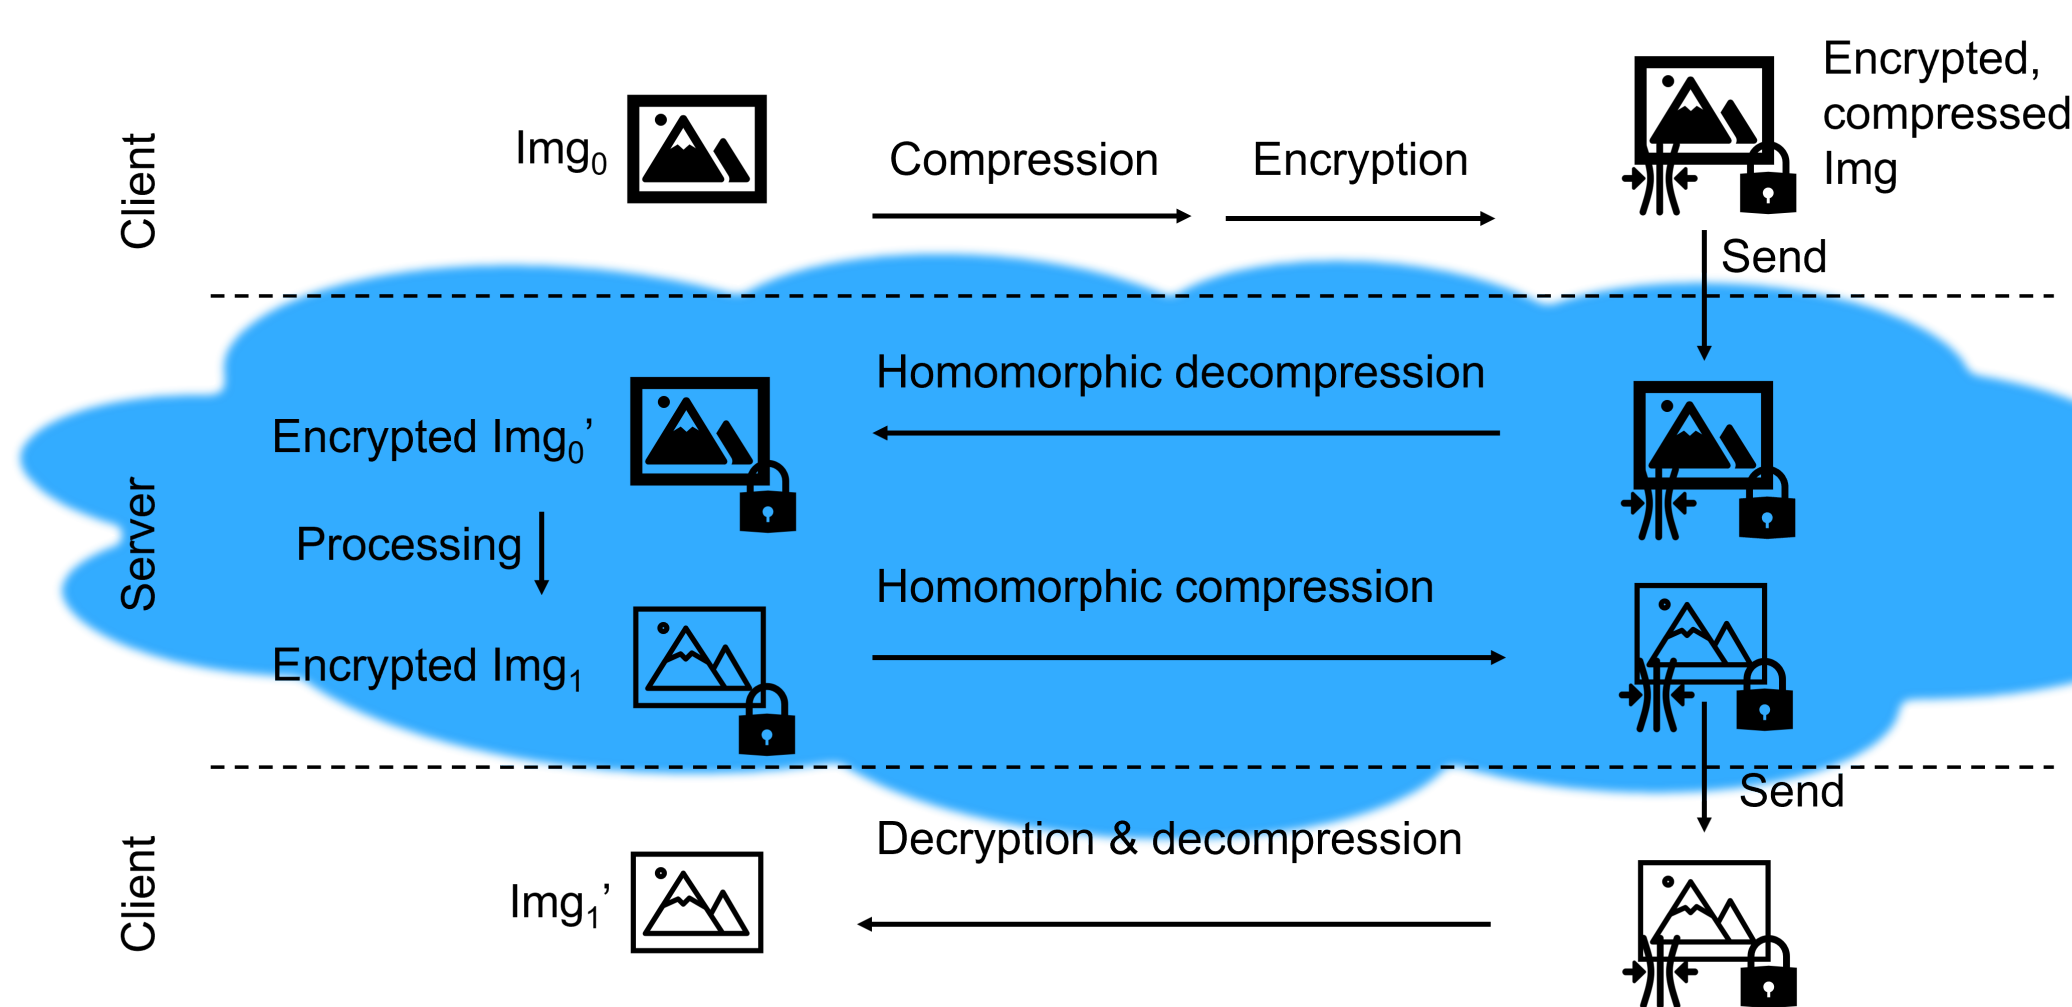 Client
Img₀
Compression
Encryption
Encrypted,
compressed
Img
Send
Server
Homomorphic decompression
Encrypted Img₀’
Processing
Homomorphic compression
Encrypted Img₁
Send
Client
Decryption & decompression
Img₁’